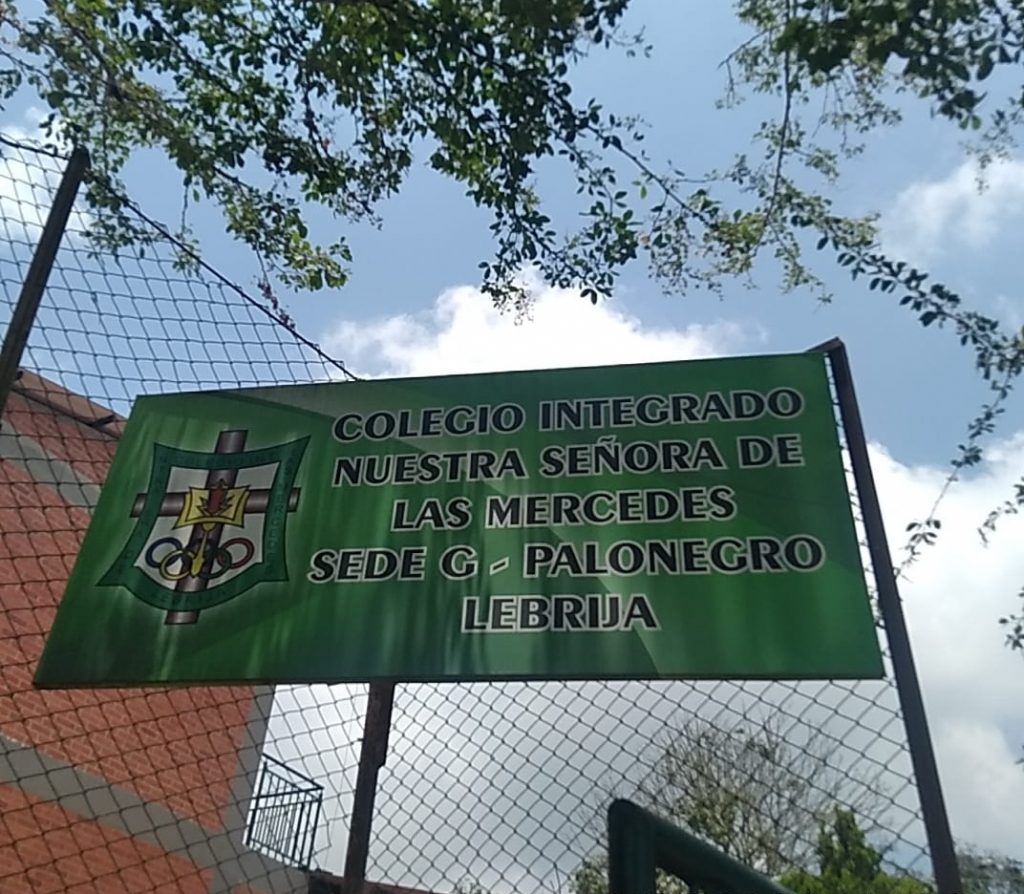 COLEGIO INTEGRADO
NUESTRA SEÑORA DE
LAS MERCEDES
SEDE G - PALONEGRO
LEBRIJA